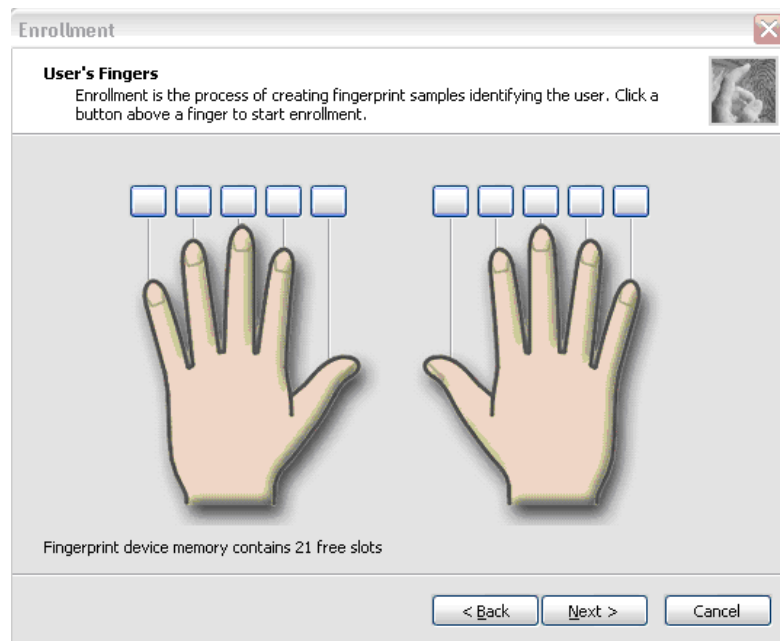 Enrollment
User's Fingers
Enrollment is the process of creating fingerprint samples identifying the user. Click a
button above a finger to start enrollment.
Fingerprint device memory contains 21 free slots
< Back
Next >
Cancel